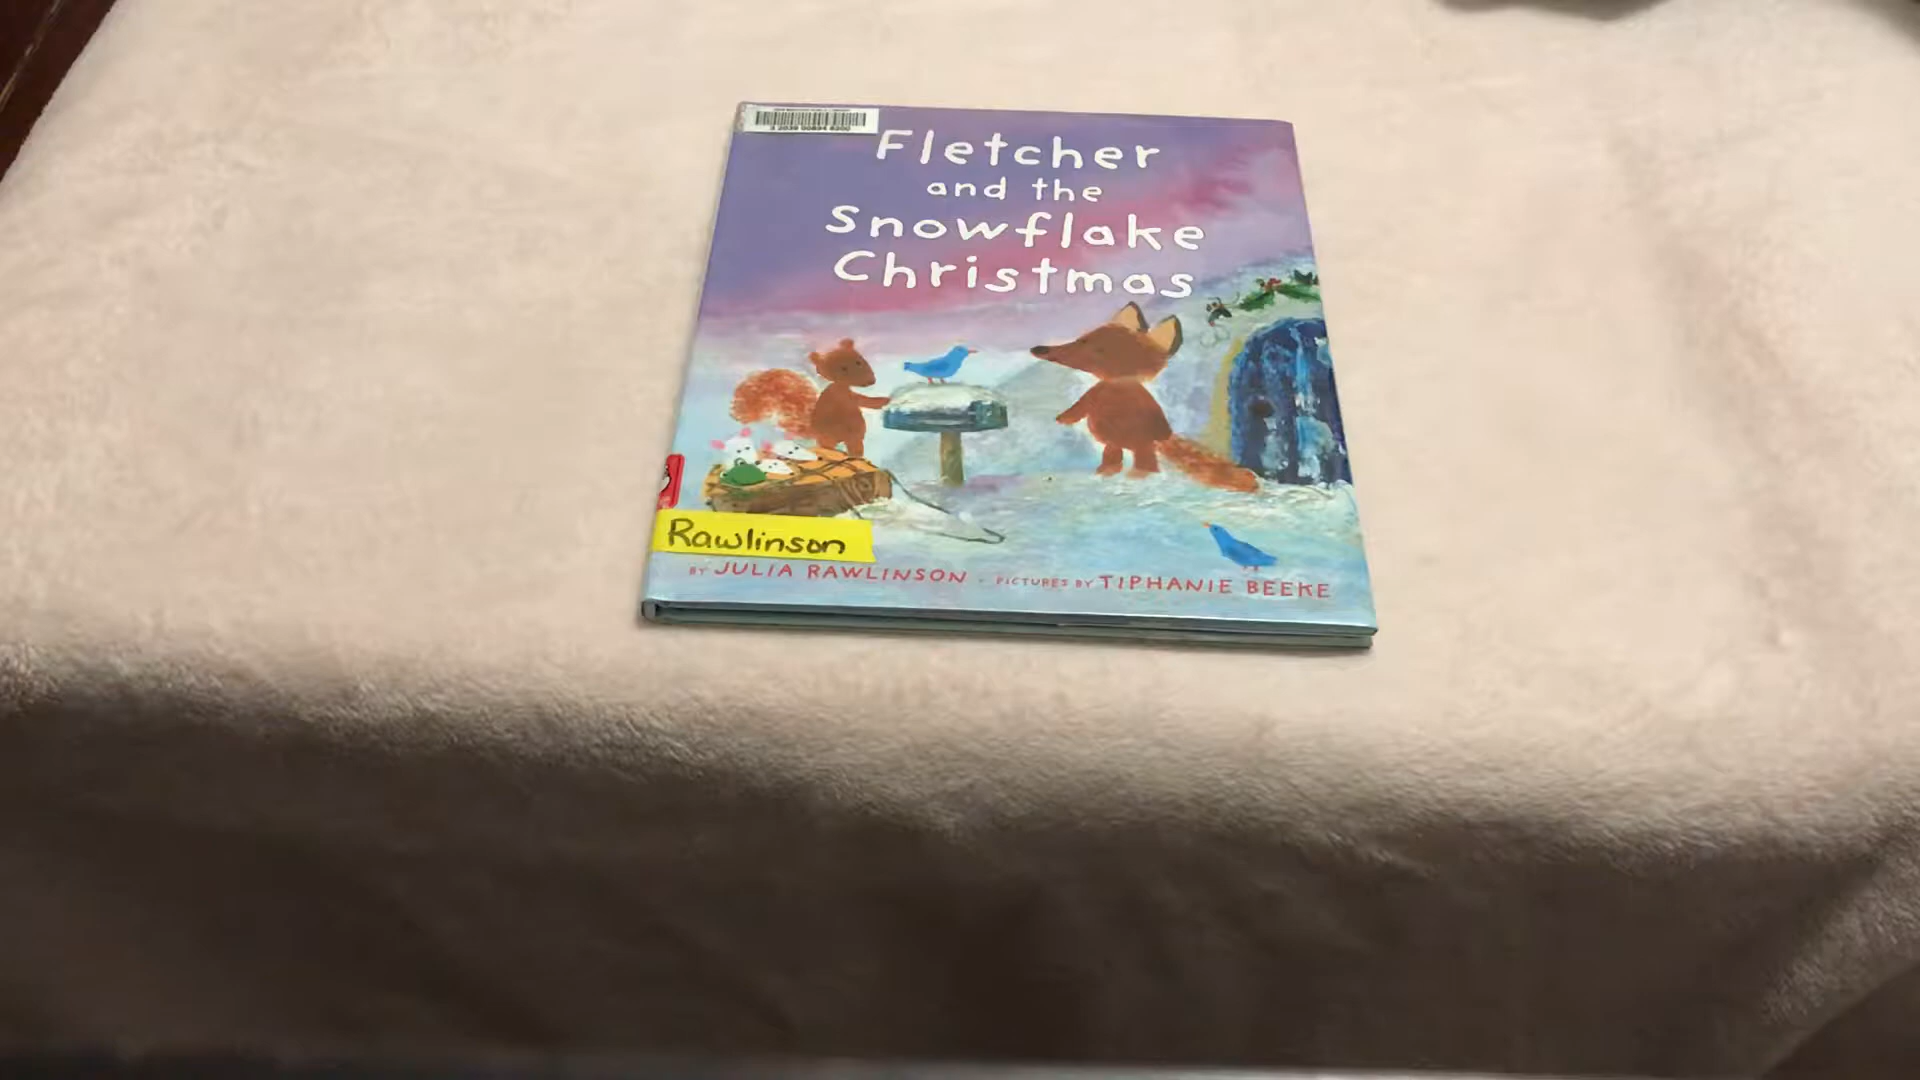 Fletcher
and the
Snowflake
Christmas
Rawlinson
BY JULIA RAWLINSON · PICTURES BY TIPHANIE BEEKE